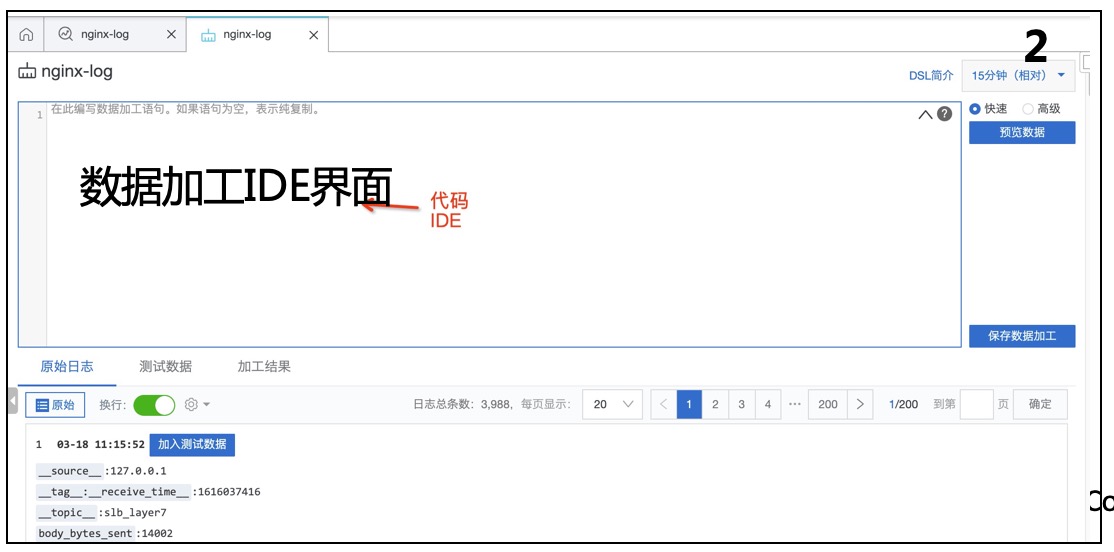 nginx-log
nginx-log
2
nginx-log
DSL简介 15分钟（相对）
1 在此编写数据加工语句。如果语句为空，表示纯复制。
快速 高级
预览数据
数据加工IDE界面
代码
IDE
保存数据加工
原始日志 测试数据 加工结果
原始 换行: 日志总条数: 3,988, 每页显示: 20 1 2 3 4 ··· 200 1/200 到第 页 确定
1 03-18 11:15:52 加入测试数据
__source__ :127.0.0.1
__tag__:__receive_time__ :1616037416
__topic__ :slb_layer7
body_bytes_sent :14002
Co